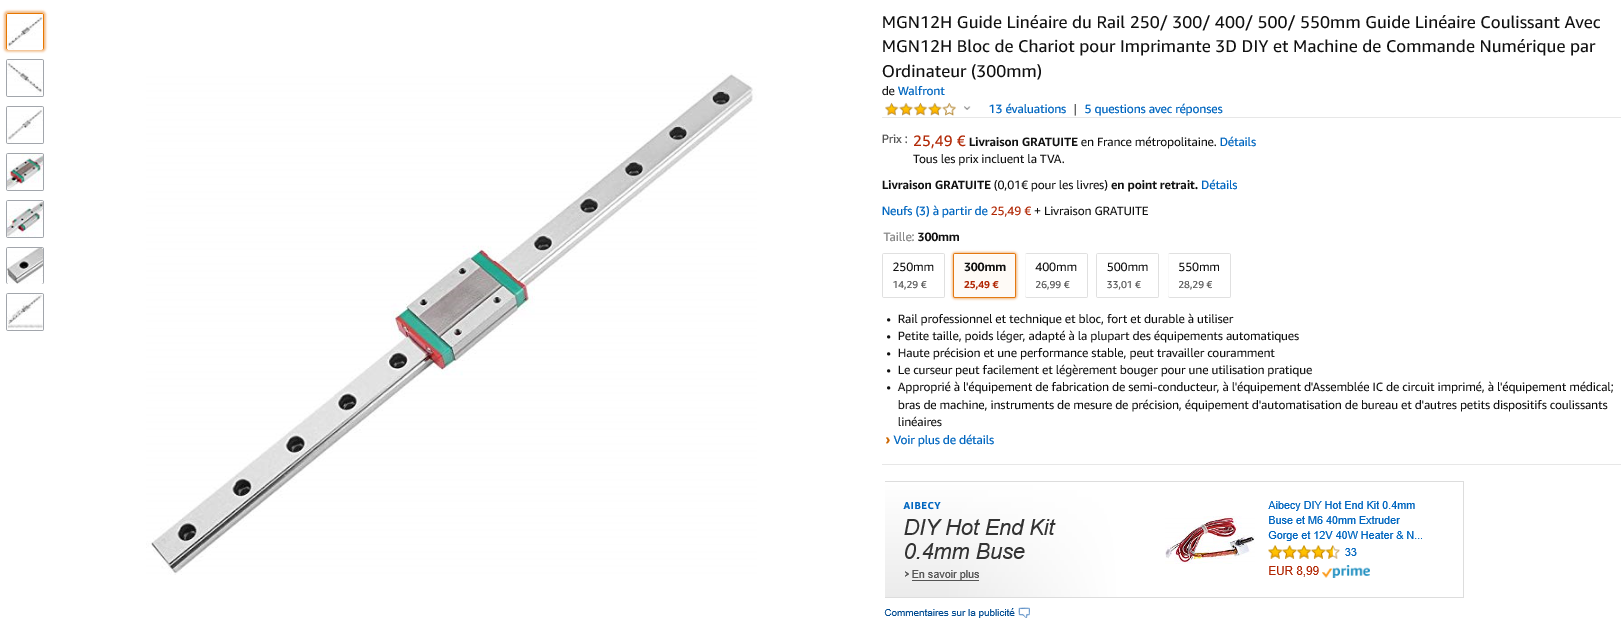 MGN12H Guide Linéaire du Rail 250/ 300/ 400/ 500/ 550mm Guide Linéaire Coulissant Avec
MGN12H Bloc de Chariot pour Imprimante 3D DIY et Machine de Commande Numérique par
Ordinateur (300mm)
de Walfront
13 évaluations | 5 questions avec réponses
Prix : 25,49 € Livraison GRATUITE en France métropolitaine. Détails
Tous les prix incluent la TVA.
Livraison GRATUITE (0,01€ pour les livres) en point retrait. Détails
Neufs (3) à partir de 25,49 € + Livraison GRATUITE
Taille: 300mm
250mm 300mm 400mm 500mm 550mm
14,29 € 25,49 € 26,99 € 33,01 € 28,29 €
• Rail professionnel et technique et bloc, fort et durable à utiliser
• Petite taille, poids léger, adapté à la plupart des équipements automatiques
• Haute précision et une performance stable, peut travailler couramment
• Le curseur peut facilement et légèrement bouger pour une utilisation pratique
• Approprié à l'équipement de fabrication de semi-conducteur, à l'équipement d'Assemblée IC de circuit imprimé, à l'équipement médical;
bras de machine, instruments de mesure de précision, équipement d'automatisation de bureau et d'autres petits dispositifs coulissants
linéaires
› Voir plus de détails
AIBECY
DIY Hot End Kit
0.4mm Buse
› En savoir plus
Aibecy DIY Hot End Kit 0.4mm
Buse et M6 40mm Extruder
Gorge et 12V 40W Heater & N...
33
EUR 8,99 prime
Commentaires sur la publicité